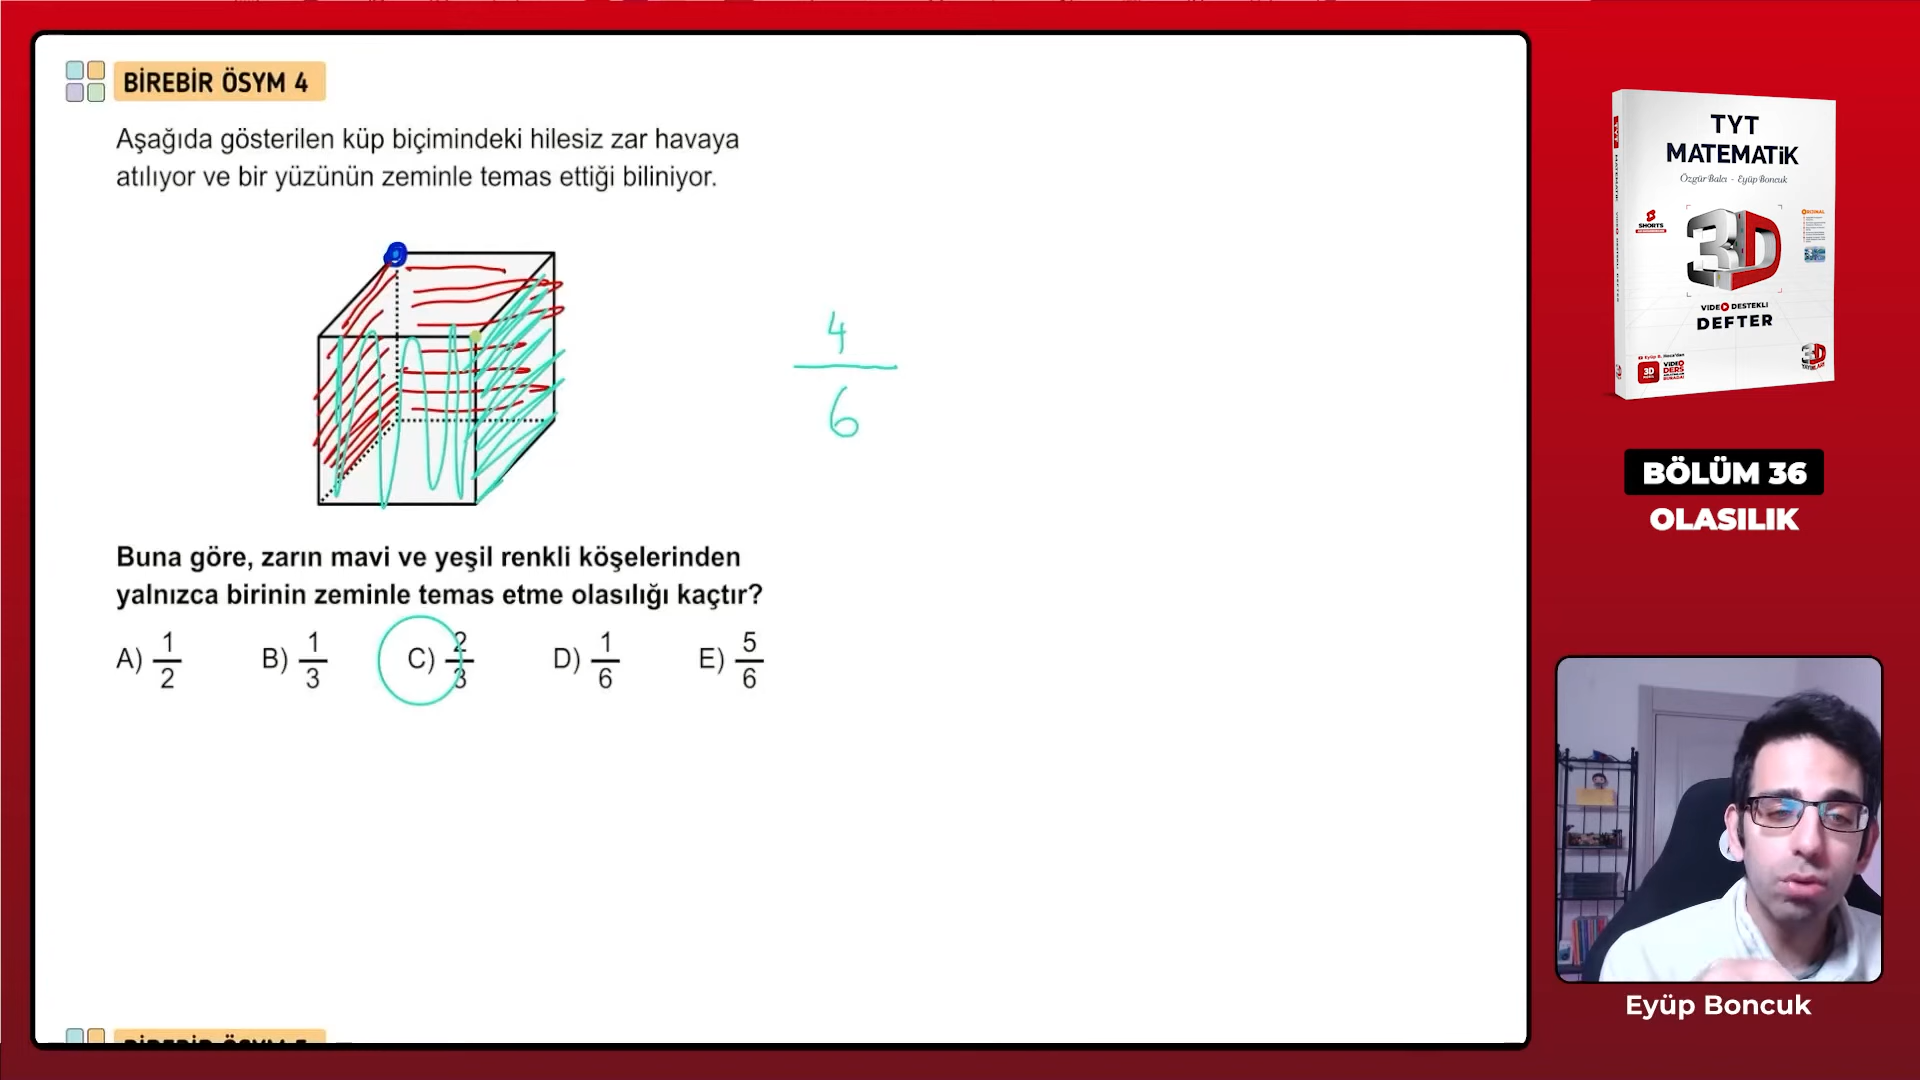 BİREBİR ÖSYM 4
Aşağıda gösterilen küp biçimindeki hilesiz zar havaya
atılıyor ve bir yüzünün zeminle temas ettiği biliniyor.
4
6
Buna göre, zarın mavi ve yeşil renkli köşelerinden
yalnızca birinin zeminle temas etme olasılığı kaçtır?
A) 1/2 B) 1/3 C) 2/3 D) 1/6 E) 5/6
TYT
MATEMATİK
Özgür Balcı - Eyüp Boncuk
SHORTS
3D
VIDEO DESTEKLI
DEFTER
BÖLÜM 36
OLASILIK
Eyüp Boncuk